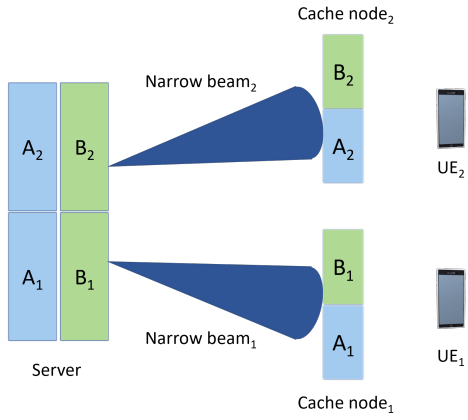 Cache node₂
Narrow beam₂
B₂
A₂ B₂
A₂
UE₂
B₁
A₁ B₁
Narrow beam₁
A₁
UE₁
Server
Cache node₁